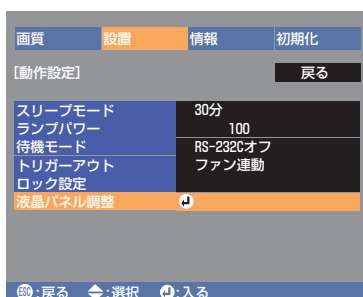 画質 設置 情報 初期化
[動作設定] 戻る
スリープモード 30分
ランプパワー 100
待機モード RS-232Cオフ
トリガーアウト ファン連動
ロック設定
液晶パネル調整
ESC:戻る :選択 :入る